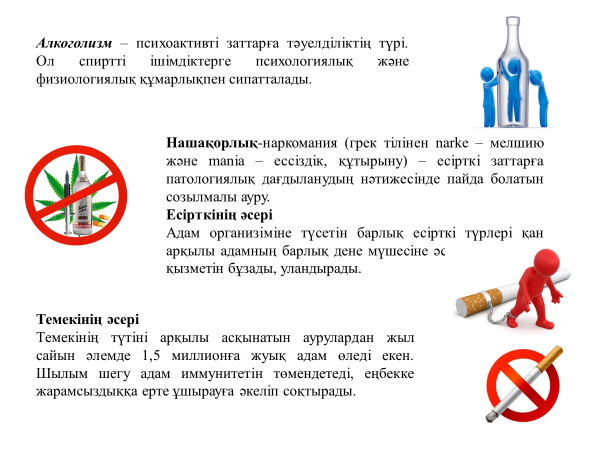 Алкоголизм – психоактивті заттарға тәуелділіктің түрі.
Ол спиртті ішімдіктерге психологиялық және
физиологиялық құмарлықпен сипатталады.
Нашақорлық-наркомания (грек тілінен narke – мелшию
және mania – ессіздік, құтырыну) – есірткі заттарға
патологиялық дағдыланудың нәтижесінде пайда болатын
созылмалы ауру.
Есірткінің әсері
Адам организіміне түсетін барлық есірткі түрлері қан
арқылы адамның барлық дене мүшесіне әс
қызметін бұзады, уландырады.
Темекінің әсері
Темекінің түтіні арқылы асқынатын аурулардан жыл
сайын әлемде 1,5 миллионға жуық адам өледі екен.
Шылым шегу адам иммунитетін төмендетеді, еңбекке
жарамсыздыққа ерте ұшырауға әкеліп соқтырады.